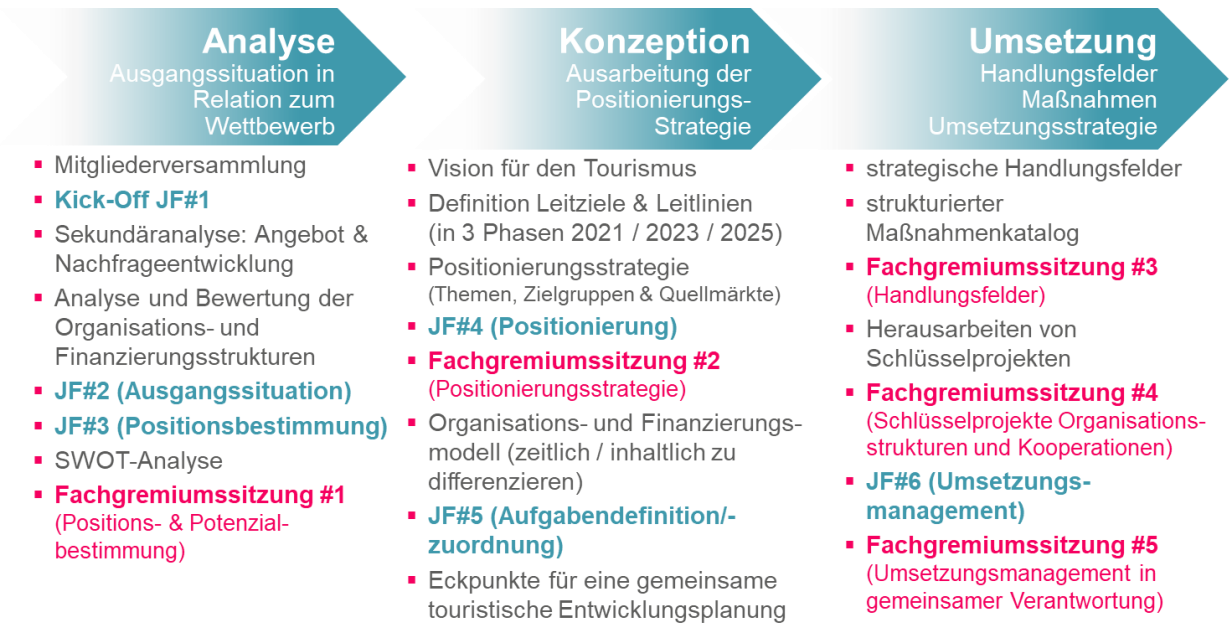 Analyse
Ausgangssituation in
Relation zum
Wettbewerb
▪ Mitgliederversammlung
▪ Kick-Off JF#1
▪ Sekundäranalyse: Angebot &
Nachfrageentwicklung
▪ Analyse und Bewertung der
Organisations- und
Finanzierungsstrukturen
▪ JF#2 (Ausgangssituation)
▪ JF#3 (Positionsbestimmung)
▪ SWOT-Analyse
▪ Fachgremiumssitzung #1
(Positions- & Potenzial-
bestimmung)
Konzeption
Ausarbeitung der
Positionierungs-
Strategie
▪ Vision für den Tourismus
▪ Definition Leitziele & Leitlinien
(in 3 Phasen 2021 / 2023 / 2025)
▪ Positionierungsstrategie
(Themen, Zielgruppen & Quellmärkte)
▪ JF#4 (Positionierung)
▪ Fachgremiumssitzung #2
(Positionierungsstrategie)
▪ Organisations- und Finanzierungs-
modell (zeitlich / inhaltlich zu
differenzieren)
▪ JF#5 (Aufgabendefinition/-
zuordnung)
▪ Eckpunkte für eine gemeinsame
touristische Entwicklungsplanung
Umsetzung
Handlungsfelder
Maßnahmen
Umsetzungsstrategie
▪ strategische Handlungsfelder
▪ strukturierter
Maßnahmenkatalog
▪ Fachgremiumssitzung #3
(Handlungsfelder)
▪ Herausarbeiten von
Schlüsselprojekten
▪ Fachgremiumssitzung #4
(Schlüsselprojekte Organisations-
strukturen und Kooperationen)
▪ JF#6 (Umsetzungs-
management)
▪ Fachgremiumssitzung #5
(Umsetzungsmanagement in
gemeinsamer Verantwortung)